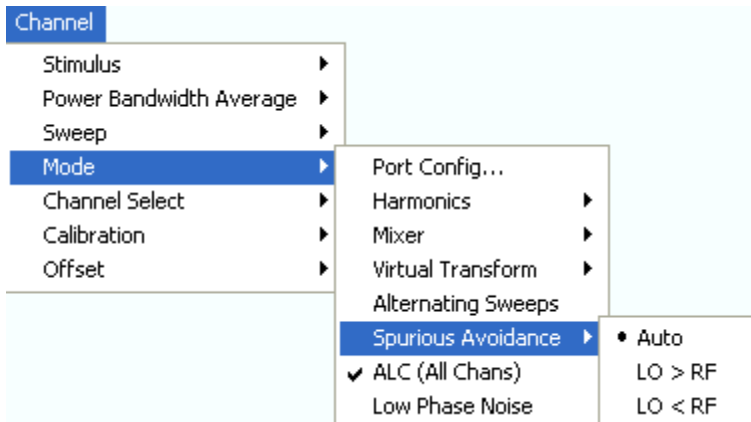 Channel
Stimulus
Power Bandwidth Average
Sweep
Mode
Channel Select
Calibration
Offset
Port Config...
Harmonics
Mixer
Virtual Transform
Alternating Sweeps
Spurious Avoidance
ALC (All Chans)
Low Phase Noise
Auto
LO > RF
LO < RF